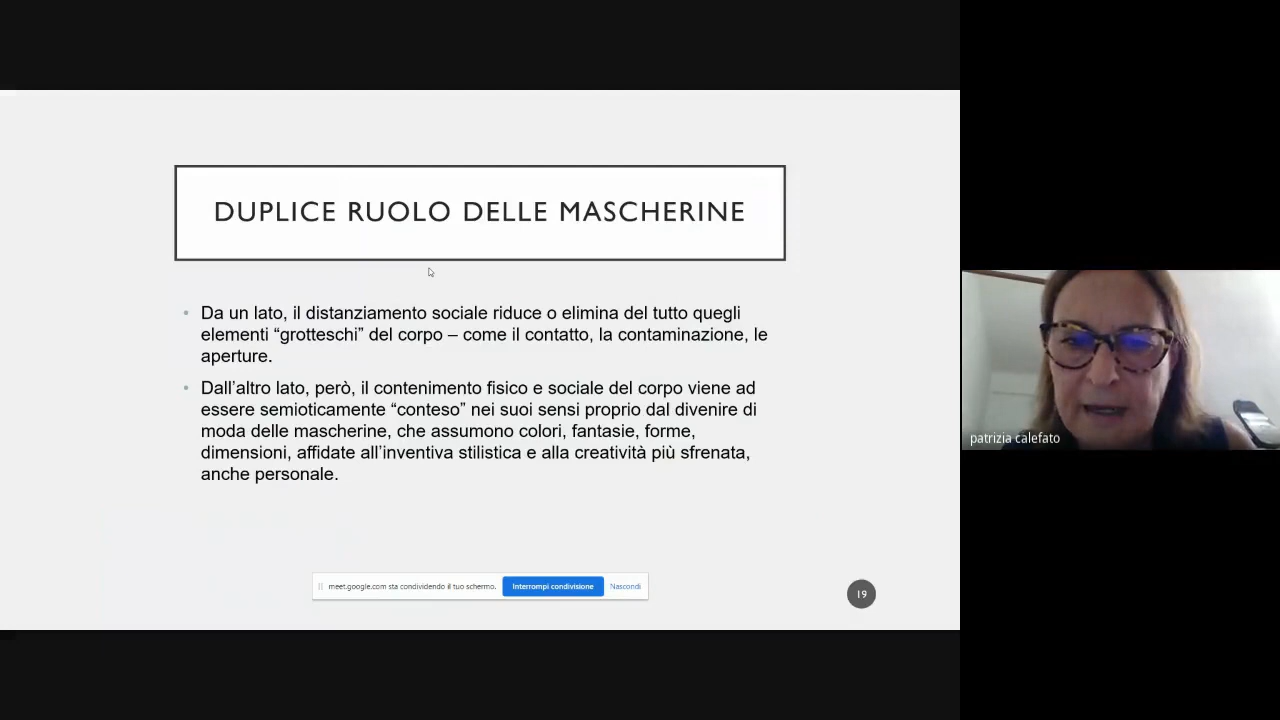 DUPLICE RUOLO DELLE MASCHERINE
• Da un lato, il distanziamento sociale riduce o elimina del tutto quegli
elementi “grotteschi” del corpo – come il contatto, la contaminazione, le
aperture.
• Dall’altro lato, però, il contenimento fisico e sociale del corpo viene ad
essere semioticamente “conteso” nei suoi sensi proprio dal divenire di
moda delle mascherine, che assumono colori, fantasie, forme,
dimensioni, affidate all’inventiva stilistica e alla creatività più sfrenata,
anche personale.
meet.google.com sta condividendo il tuo schermo. Interrompi condivisione Nascondi
19
patrizia calefato